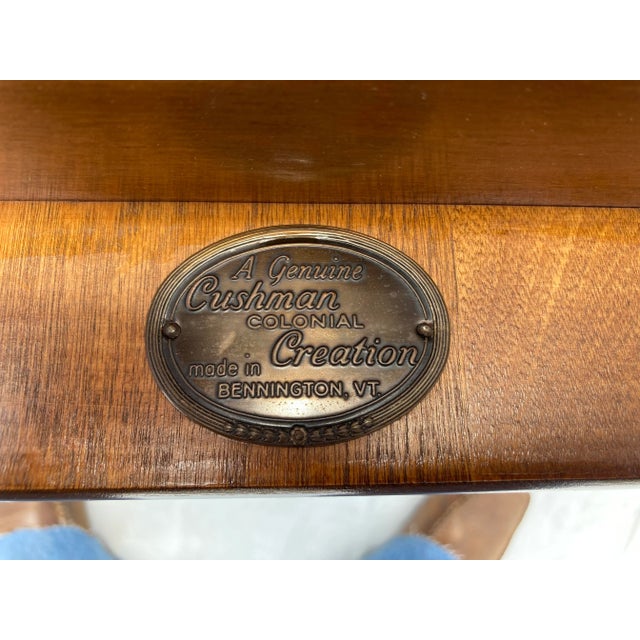 A Genuine
Cushman
COLONIAL
Creation
made in
BENNINGTON, VT.